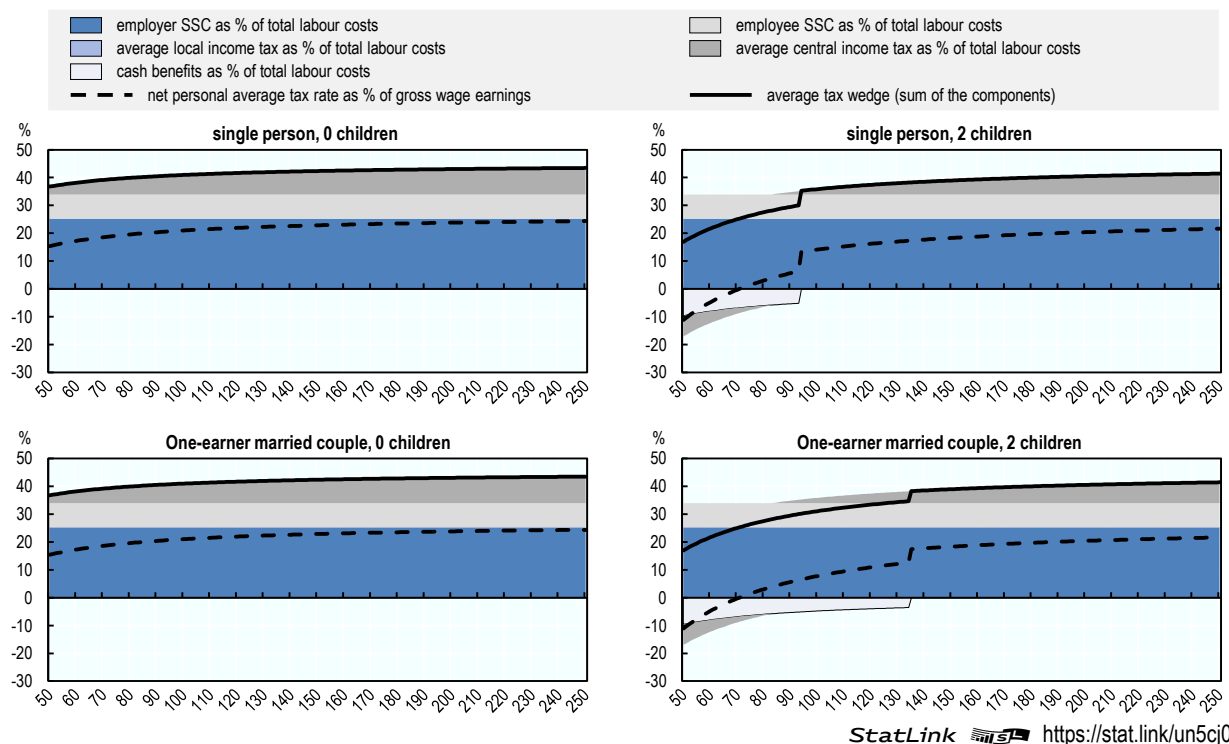 employer SSC as % of total labour costs
employee SSC as % of total labour costs
average local income tax as % of total labour costs
average central income tax as % of total labour costs
cash benefits as % of total labour costs
net personal average tax rate as % of gross wage earnings
average tax wedge (sum of the components)
%
single person, 0 children
50
40
30
20
10
0
-10
-20
-30
50 60 70 80 90 100 110 120 130 140 150 160 170 180 190 200 210 220 230 240 250
%
single person, 2 children
50
40
30
20
10
0
-10
-20
-30
50 60 70 80 90 100 110 120 130 140 150 160 170 180 190 200 210 220 230 240 250
%
One-earner married couple, 0 children
50
40
30
20
10
0
-10
-20
-30
50 60 70 80 90 100 110 120 130 140 150 160 170 180 190 200 210 220 230 240 250
%
One-earner married couple, 2 children
50
40
30
20
10
0
-10
-20
-30
50 60 70 80 90 100 110 120 130 140 150 160 170 180 190 200 210 220 230 240 250
StatLink https://stat.link/un5cj0